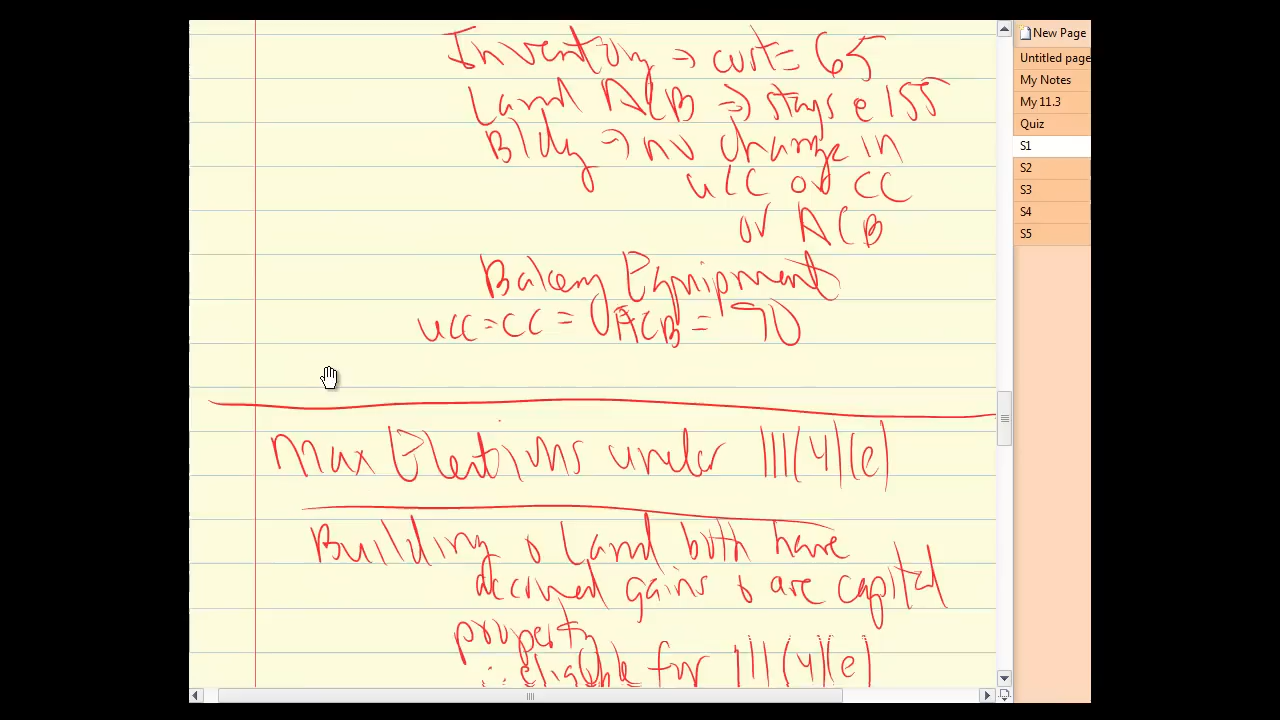 Inventory ⇒ cost = 65
Land ACB ⇒ stays @ 155
Bldg ⇒ no change in
UCC or CC
or ACB
Bakery Equipment
UCC = CC = 0 ACB = 90
Max Elections under 111(4)(e)
Building & Land both have
accrued gains & are capital
property
∴ eligible for 111(4)(e)
New Page
Untitled page
My Notes
My 11.3
Quiz
S1
S2
S3
S4
S5